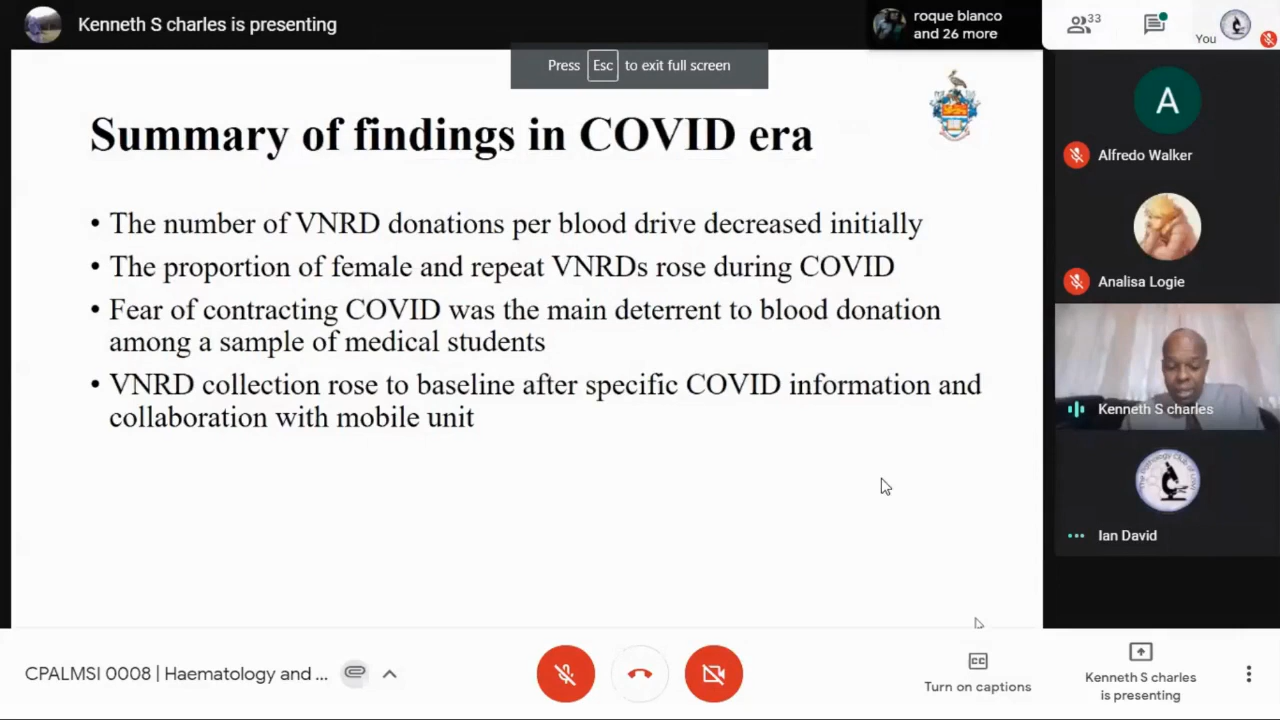 Kenneth S charles is presenting
roque blanco
and 26 more
33
You
Press Esc to exit full screen
Summary of findings in COVID era
• The number of VNRD donations per blood drive decreased initially
• The proportion of female and repeat VNRDs rose during COVID
• Fear of contracting COVID was the main deterrent to blood donation
among a sample of medical students
• VNRD collection rose to baseline after specific COVID information and
collaboration with mobile unit
A
Alfredo Walker
Analisa Logie
Kenneth S charles
Ian David
CPALMSI 0008 | Haematology and ...
CC
Turn on captions
Kenneth S charles
is presenting